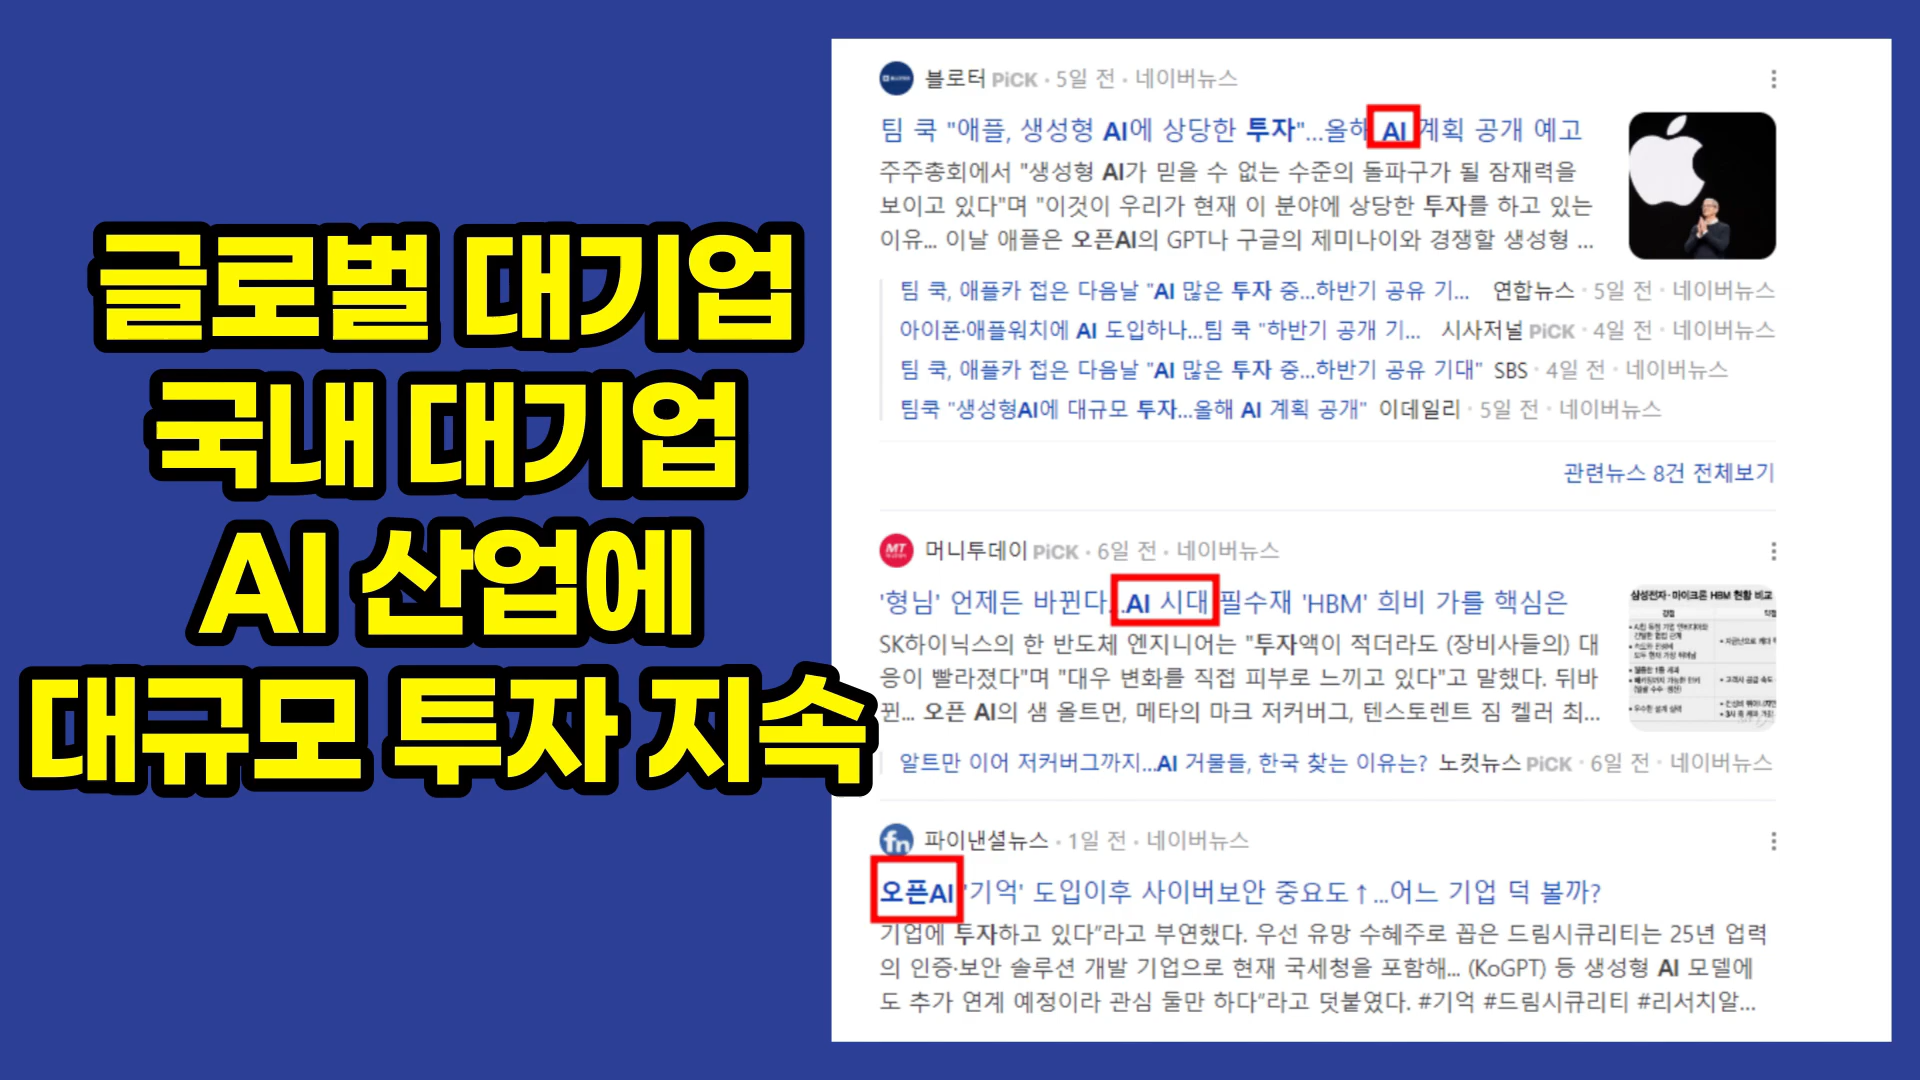 글로벌 대기업
국내 대기업
AI 산업에
대규모 투자 지속
블로터 PiCK · 5일 전 · 네이버뉴스
팀 쿡 "애플, 생성형 AI에 상당한 투자"...올해 AI 계획 공개 예고
주주총회에서 "생성형 AI가 믿을 수 없는 수준의 돌파구가 될 잠재력을
보이고 있다"며 "이것이 우리가 현재 이 분야에 상당한 투자를 하고 있는
이유... 이날 애플은 오픈AI의 GPT나 구글의 제미나이와 경쟁할 생성형 ...
팀 쿡, 애플카 접은 다음날 "AI 많은 투자 중...하반기 공유 기... 연합뉴스 · 5일 전 · 네이버뉴스
아이폰·애플워치에 AI 도입하나...팀 쿡 "하반기 공개 기... 시사저널 PiCK · 4일 전 · 네이버뉴스
팀 쿡, 애플카 접은 다음날 "AI 많은 투자 중...하반기 공유 기대" SBS · 4일 전 · 네이버뉴스
팀쿡 "생성형AI에 대규모 투자...올해 AI 계획 공개" 이데일리 · 5일 전 · 네이버뉴스
관련뉴스 8건 전체보기
MT
머니투데이 PiCK · 6일 전 · 네이버뉴스
'형님' 언제든 바뀐다...AI 시대 필수재 'HBM' 희비 가를 핵심은
SK하이닉스의 한 반도체 엔지니어는 "투자액이 적더라도 (장비사들의) 대
응이 빨라졌다"며 "대우 변화를 직접 피부로 느끼고 있다"고 말했다. 뒤바
뀐... 오픈 AI의 샘 올트먼, 메타의 마크 저커버그, 텐스토렌트 짐 켈러 최...
삼성전자·마이크론 HBM 현황 비교
알트만 이어 저커버그까지...AI 거물들, 한국 찾는 이유는? 노컷뉴스 PiCK · 6일 전 · 네이버뉴스
fn
파이낸셜뉴스 · 1일 전 · 네이버뉴스
오픈AI '기억' 도입이후 사이버보안 중요도↑...어느 기업 덕 볼까?
기업에 투자하고 있다"라고 부연했다. 우선 유망 수혜주로 꼽은 드림시큐리티는 25년 업력
의 인증·보안 솔루션 개발 기업으로 현재 국세청을 포함해... (KoGPT) 등 생성형 AI 모델에
도 추가 연계 예정이라 관심 둘만 하다"라고 덧붙였다. #기억 #드림시큐리티 #리서치알...